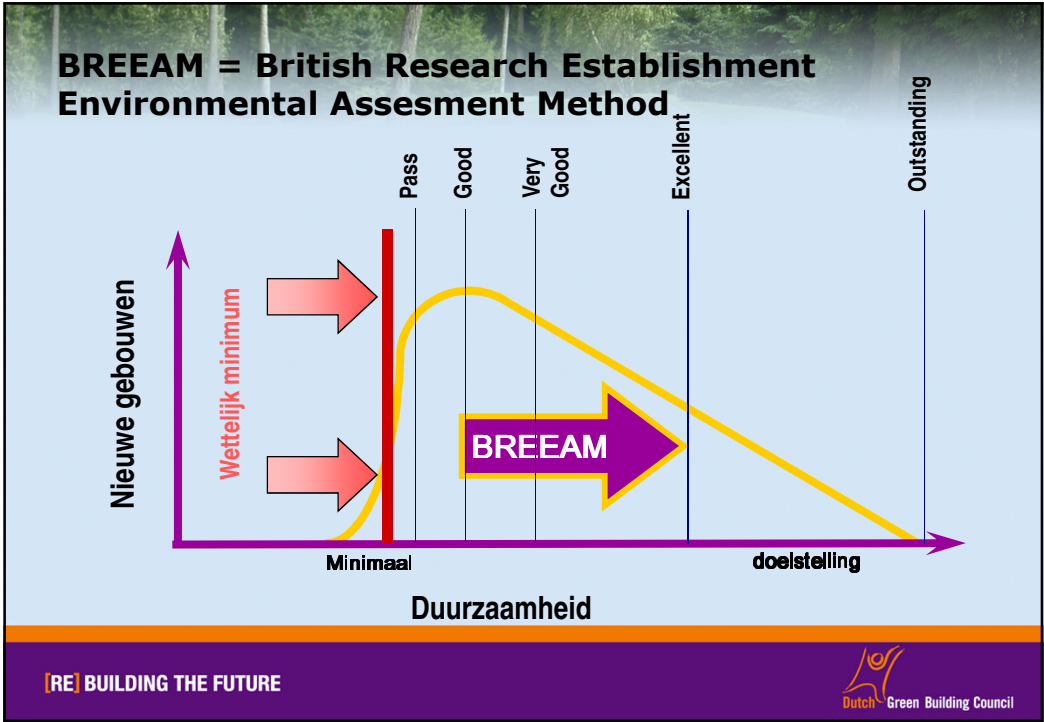 BREEAM = British Research Establishment
Environmental Assesment Method
Pass
Good
Very
Good
Excellent
Outstanding
Nieuwe gebouwen
Wettelijk minimum
BREEAM
Minimaal
doelstelling
Duurzaamheid
[RE] BUILDING THE FUTURE
Dutch Green Building Council